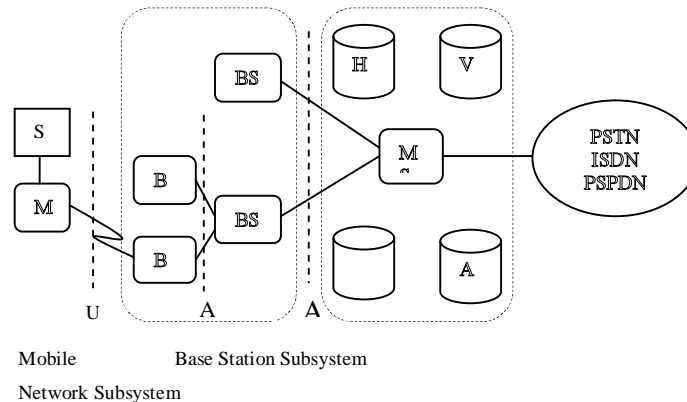 BS
H
V
S
M
PSTN
ISDN
PSPDN
B
M
BS
B
A
U
A
A
Mobile Base Station Subsystem
Network Subsystem